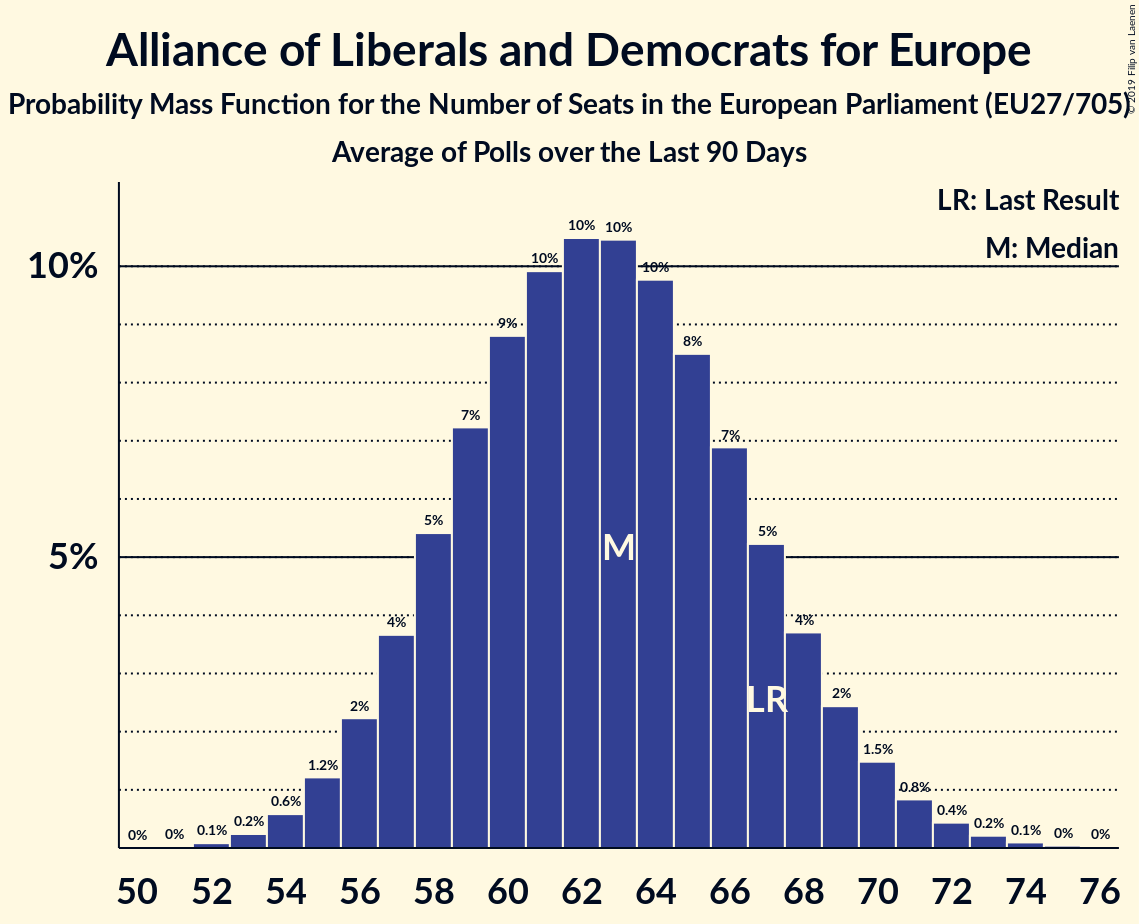 Alliance of Liberals and Democrats for Europe
Probability Mass Function for the Number of Seats in the European Parliament (EU27/705)
Average of Polls over the Last 90 Days
© 2019 Filip van Laenen
LR: Last Result
M: Median
10%
5%
0% 0% 0.1% 0.2% 0.6% 1.2% 2% 4% 5% 7% 9% 10% 10% 10% 10% 8% 7% 5% 4% 2% 1.5% 0.8% 0.4% 0.2% 0.1% 0% 0%
M
LR
50 52 54 56 58 60 62 64 66 68 70 72 74 76